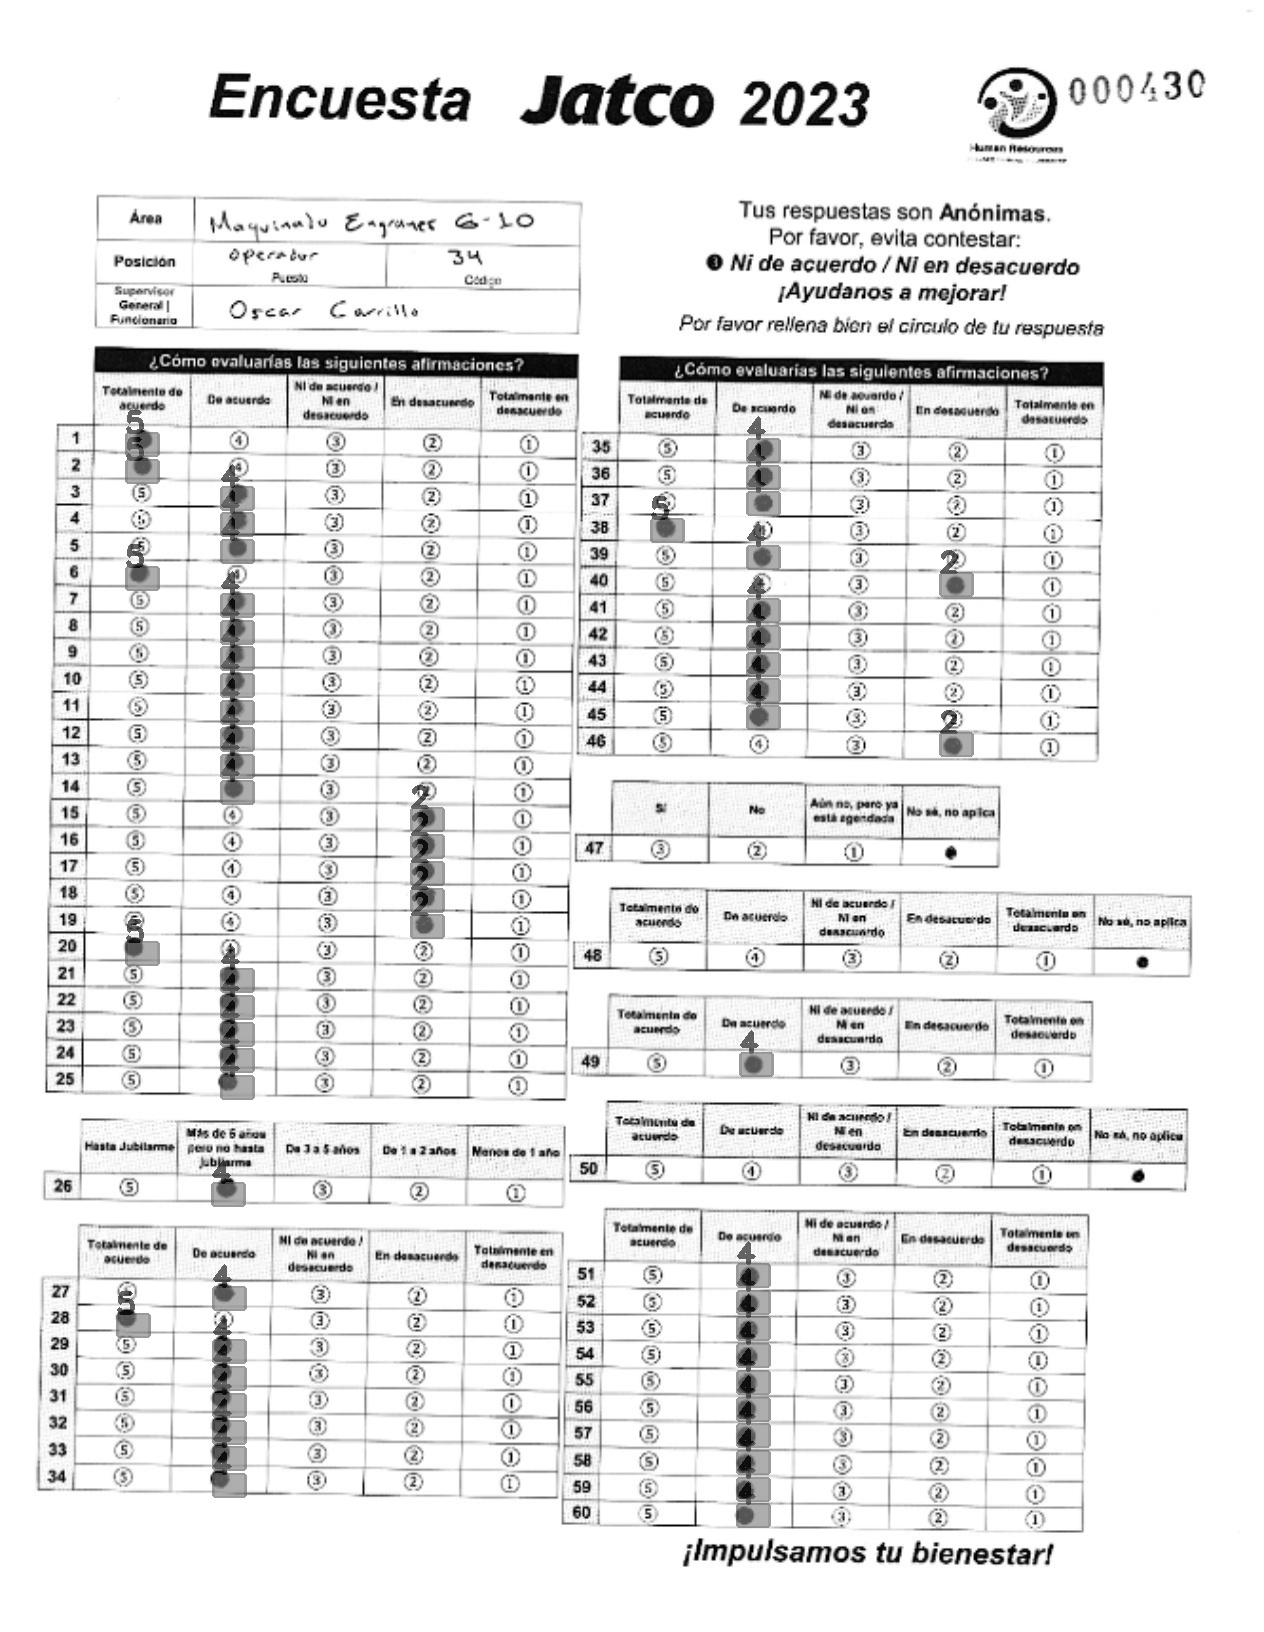 Encuesta Jatco 2023
000430
Human Resources
Área Maquinado Engranes G-10
Posición Operador 34
Puesto Código
Supervisor General | Funcionario Oscar Carrillo
Tus respuestas son Anónimas.
Por favor, evita contestar:
❸ Ni de acuerdo / Ni en desacuerdo
¡Ayudanos a mejorar!
Por favor rellena bien el circulo de tu respuesta
¿Cómo evaluarías las siguientes afirmaciones?
Totalmente de acuerdo De acuerdo Ni de acuerdo / Ni en desacuerdo En desacuerdo Totalmente en desacuerdo
1 5 4 3 2 1
2 5 4 3 2 1
3 5 4 3 2 1
4 5 4 3 2 1
5 5 4 3 2 1
6 5 4 3 2 1
7 5 4 3 2 1
8 5 4 3 2 1
9 5 4 3 2 1
10 5 4 3 2 1
11 5 4 3 2 1
12 5 4 3 2 1
13 5 4 3 2 1
14 5 4 3 2 1
15 5 4 3 2 1
16 5 4 3 2 1
17 5 4 3 2 1
18 5 4 3 2 1
19 5 4 3 2 1
20 5 4 3 2 1
21 5 4 3 2 1
22 5 4 3 2 1
23 5 4 3 2 1
24 5 4 3 2 1
25 5 4 3 2 1
Hasta Jubilarme Más de 5 años pero no hasta jubilarme De 3 a 5 años De 1 a 2 años Menos de 1 año
26 5 4 3 2 1
Totalmente de acuerdo De acuerdo Ni de acuerdo / Ni en desacuerdo En desacuerdo Totalmente en desacuerdo
27 5 4 3 2 1
28 5 4 3 2 1
29 5 4 3 2 1
30 5 4 3 2 1
31 5 4 3 2 1
32 5 4 3 2 1
33 5 4 3 2 1
34 5 4 3 2 1
¿Cómo evaluarías las siguientes afirmaciones?
Totalmente de acuerdo De acuerdo Ni de acuerdo / Ni en desacuerdo En desacuerdo Totalmente en desacuerdo
35 5 4 3 2 1
36 5 4 3 2 1
37 5 4 3 2 1
38 5 4 3 2 1
39 5 4 3 2 1
40 5 4 3 2 1
41 5 4 3 2 1
42 5 4 3 2 1
43 5 4 3 2 1
44 5 4 3 2 1
45 5 4 3 2 1
46 5 4 3 2 1
Sí No Aún no, pero ya está agendada No sé, no aplica
47 3 2 1
Totalmente de acuerdo De acuerdo Ni de acuerdo / Ni en desacuerdo En desacuerdo Totalmente en desacuerdo No sé, no aplica
48 5 4 3 2 1
Totalmente de acuerdo De acuerdo Ni de acuerdo / Ni en desacuerdo En desacuerdo Totalmente en desacuerdo
49 5 4 3 2 1
Totalmente de acuerdo De acuerdo Ni de acuerdo / Ni en desacuerdo En desacuerdo Totalmente en desacuerdo No sé, no aplica
50 5 4 3 2 1
Totalmente de acuerdo De acuerdo Ni de acuerdo / Ni en desacuerdo En desacuerdo Totalmente en desacuerdo
51 5 4 3 2 1
52 5 4 3 2 1
53 5 4 3 2 1
54 5 4 3 2 1
55 5 4 3 2 1
56 5 4 3 2 1
57 5 4 3 2 1
58 5 4 3 2 1
59 5 4 3 2 1
60 5 4 3 2 1
¡Impulsamos tu bienestar!